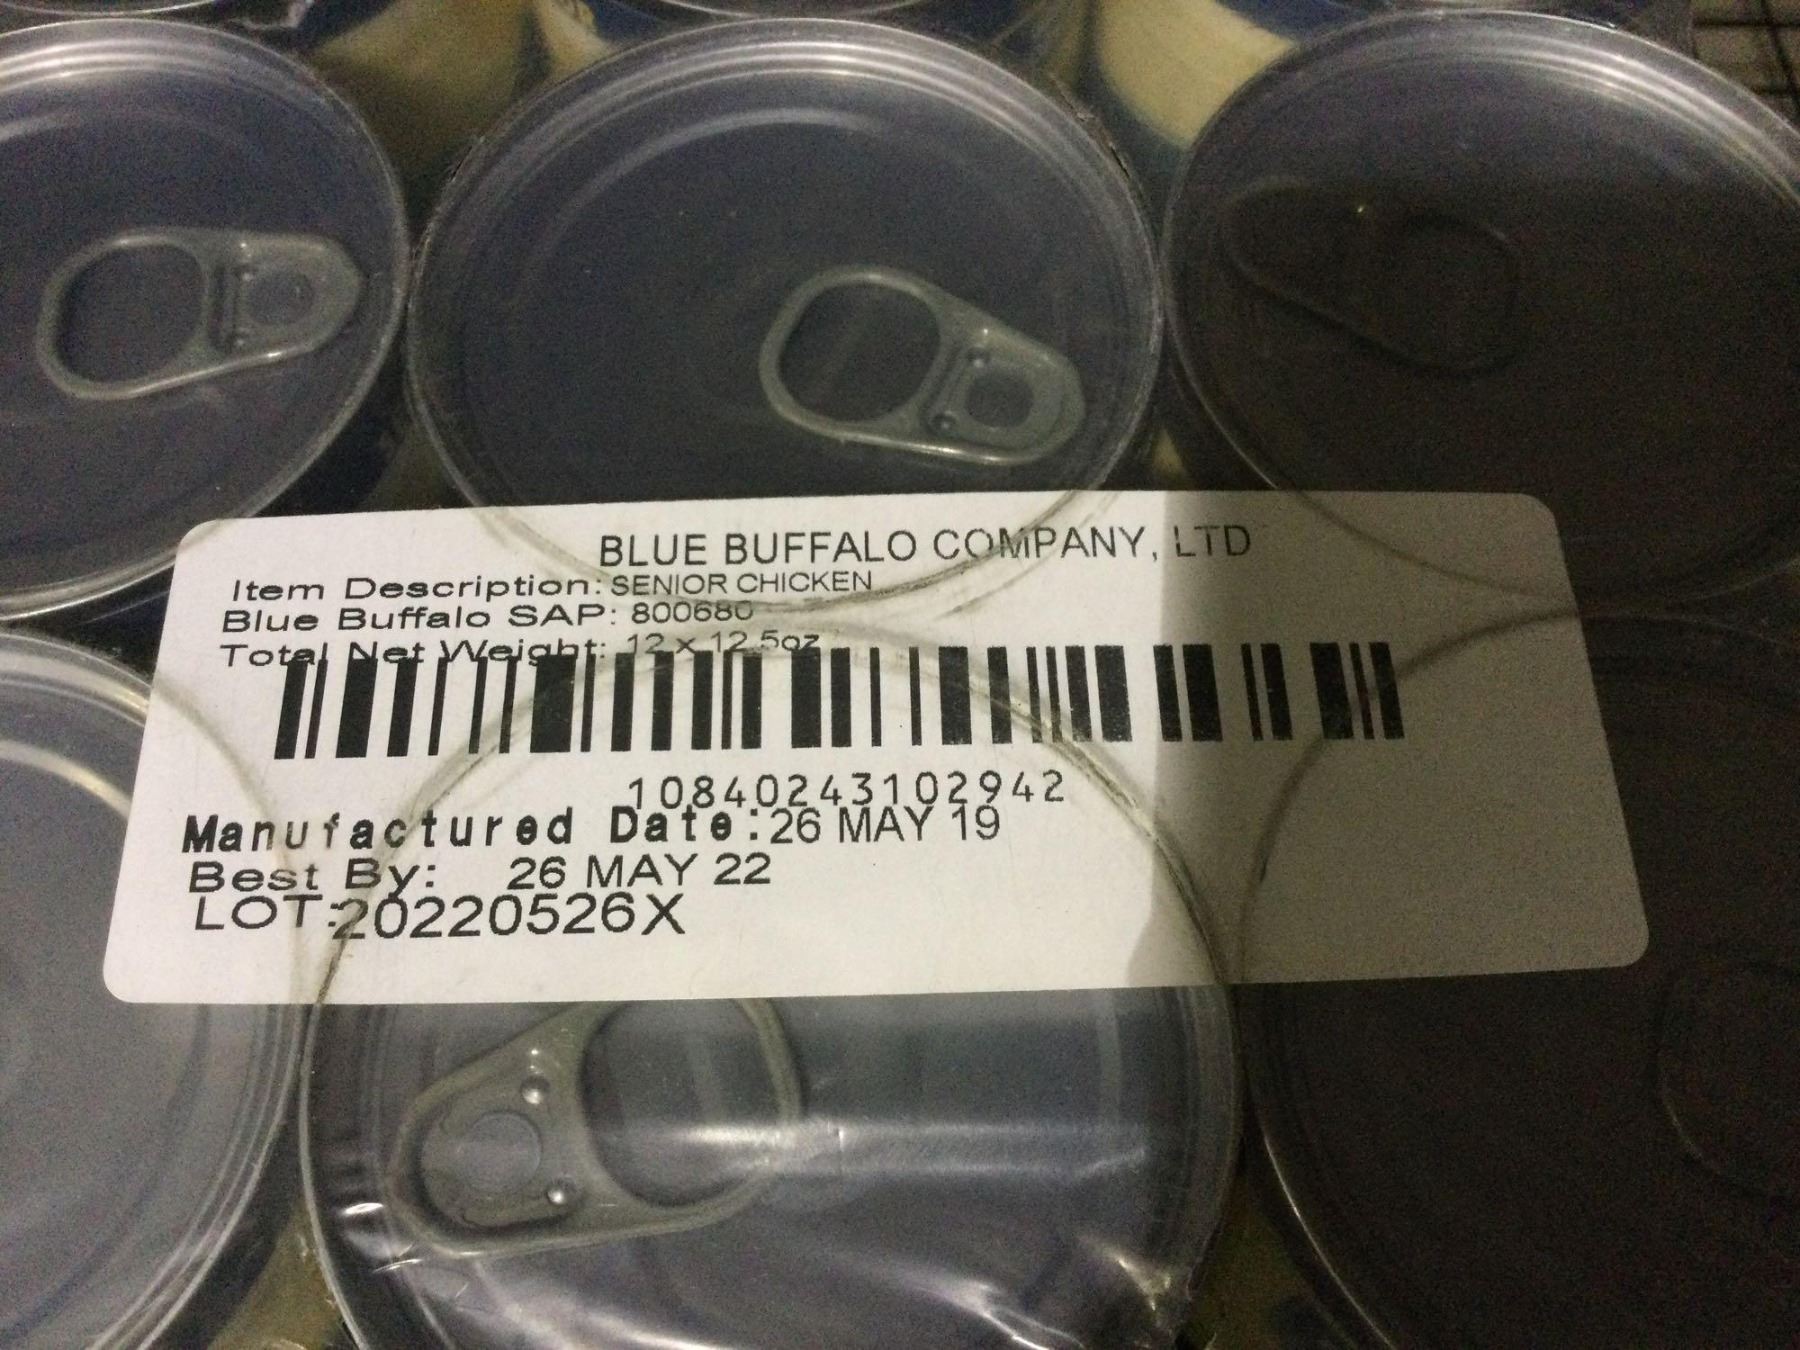 BLUE BUFFALO COMPANY, LTD
Item Description: SENIOR CHICKEN
Blue Buffalo SAP: 800680
Total Net Weight: 12 x 12.5oz
10840243102942
Manufactured Date: 26 MAY 19
Best By: 26 MAY 22
LOT:20220526X